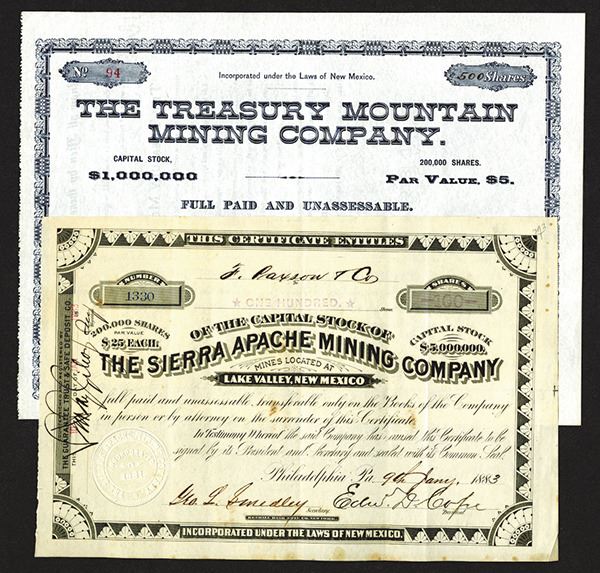 No 94
Incorporated under the Laws of New Mexico.
500 Shares
THE TREASURY MOUNTAIN
MINING COMPANY.
CAPITAL STOCK,
$1,000,000
200,000 SHARES.
PAR VALUE, $5.
FULL PAID AND UNASSESSABLE.
THIS CERTIFICATE ENTITLES
NUMBER
1330
F. Paxson & Co
SHARES
100
ONE HUNDRED.
Shares
200,000 SHARES
PAR VALUE
$25 EACH.
OF THE CAPITAL STOCK OF
CAPITAL STOCK
$5,000,000.
THE SIERRA APACHE MINING COMPANY
MINES LOCATED AT
LAKE VALLEY, NEW MEXICO
full paid and unassessable, transferable only on the Books of the Company
in person or by attorney on the surrender of this Certificate.
In Testimony Whereof the said Company has caused this Certificate to be
signed by its President and Secretary and sealed with its Common Seal.
Philadelphia Pa. 9th Jany. 1883
Geo. L. Smedley
Secretary
Edw. D. Cope
President
INCORPORATED UNDER THE LAWS OF NEW MEXICO.
THE GUARANTEE TRUST & SAFE DEPOSIT CO.